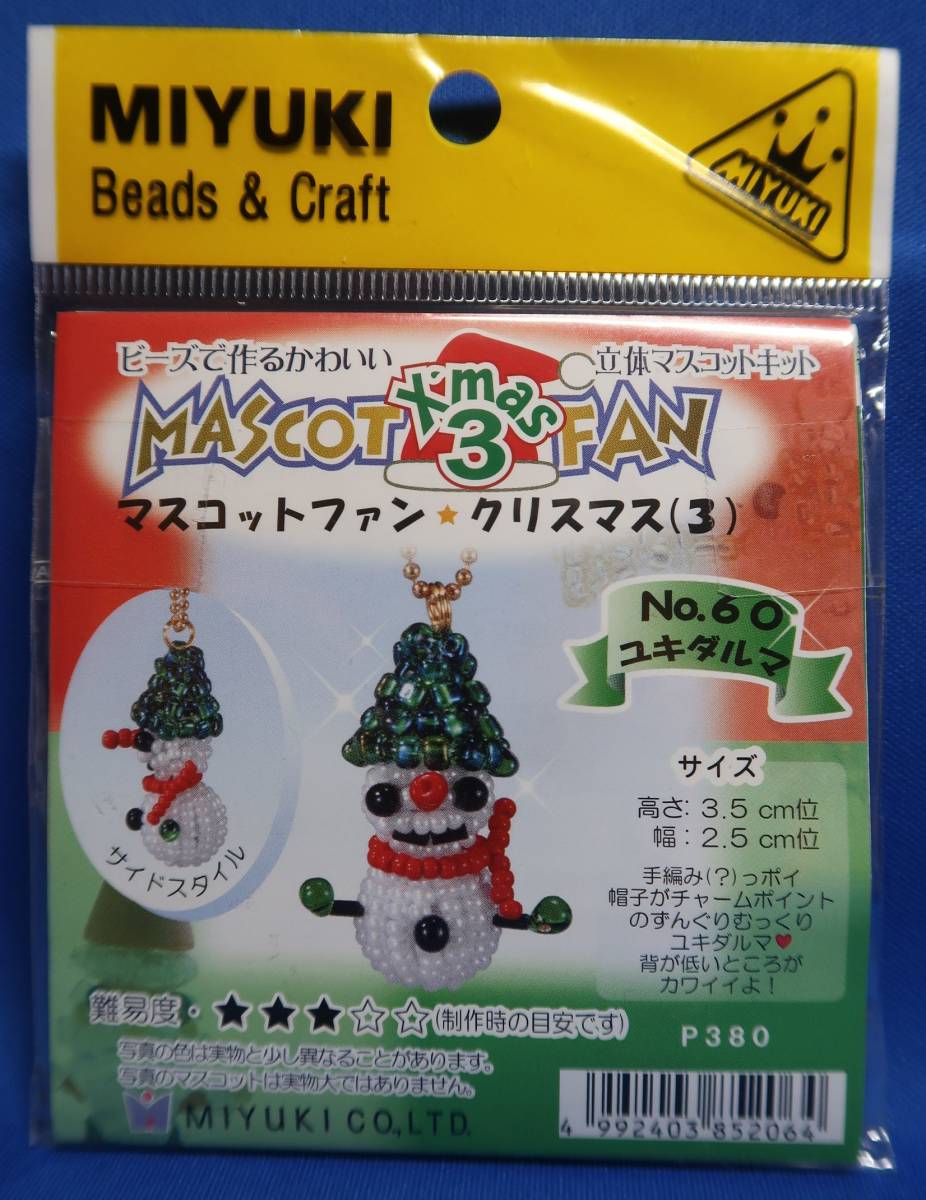 MIYUKI
Beads & Craft
MIYUKI
ビーズで作るかわいい
立体マスコットキット
MASCOT X'mas 3 FAN
マスコットファン★クリスマス(3)
No.60
ユキダルマ
サイドスタイル
サイズ
高さ: 3.5 cm位
幅: 2.5 cm位
手編み(?)っポイ
帽子がチャームポイント
のずんぐりむっくり
ユキダルマ♥
背が低いところが
カワイイよ!
難易度・★★★☆☆(制作時の目安です)
P380
写真の色は実物と少し異なることがあります。
写真のマスコットは実物大ではありません。
MIYUKI CO., LTD.
4 992403 852064